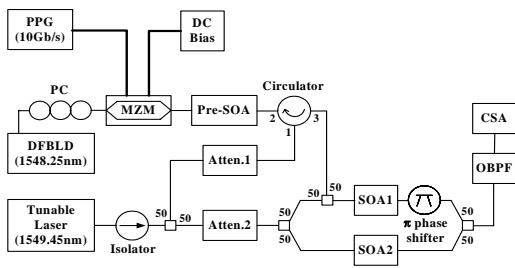 PPG
(10Gb/s)
DC
Bias
PC
Circulator
MZM
Pre-SOA
2
3
1
CSA
DFBLD
(1548.25nm)
Atten.1
OBPF
50
50
SOA1
π
50
Tunable
Laser
(1549.45nm)
50
50
Atten.2
50
50
π phase
shifter
50
50
Isolator
SOA2